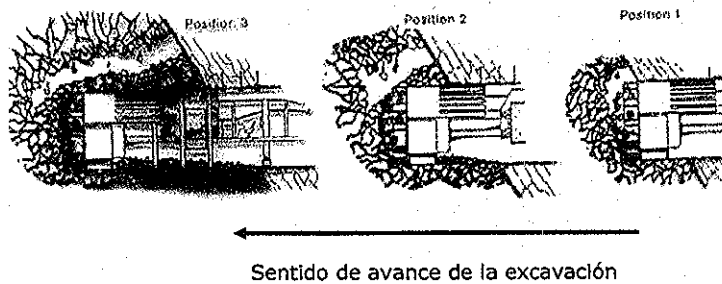 Position 3
Position 2
Position 1
Sentido de avance de la excavación